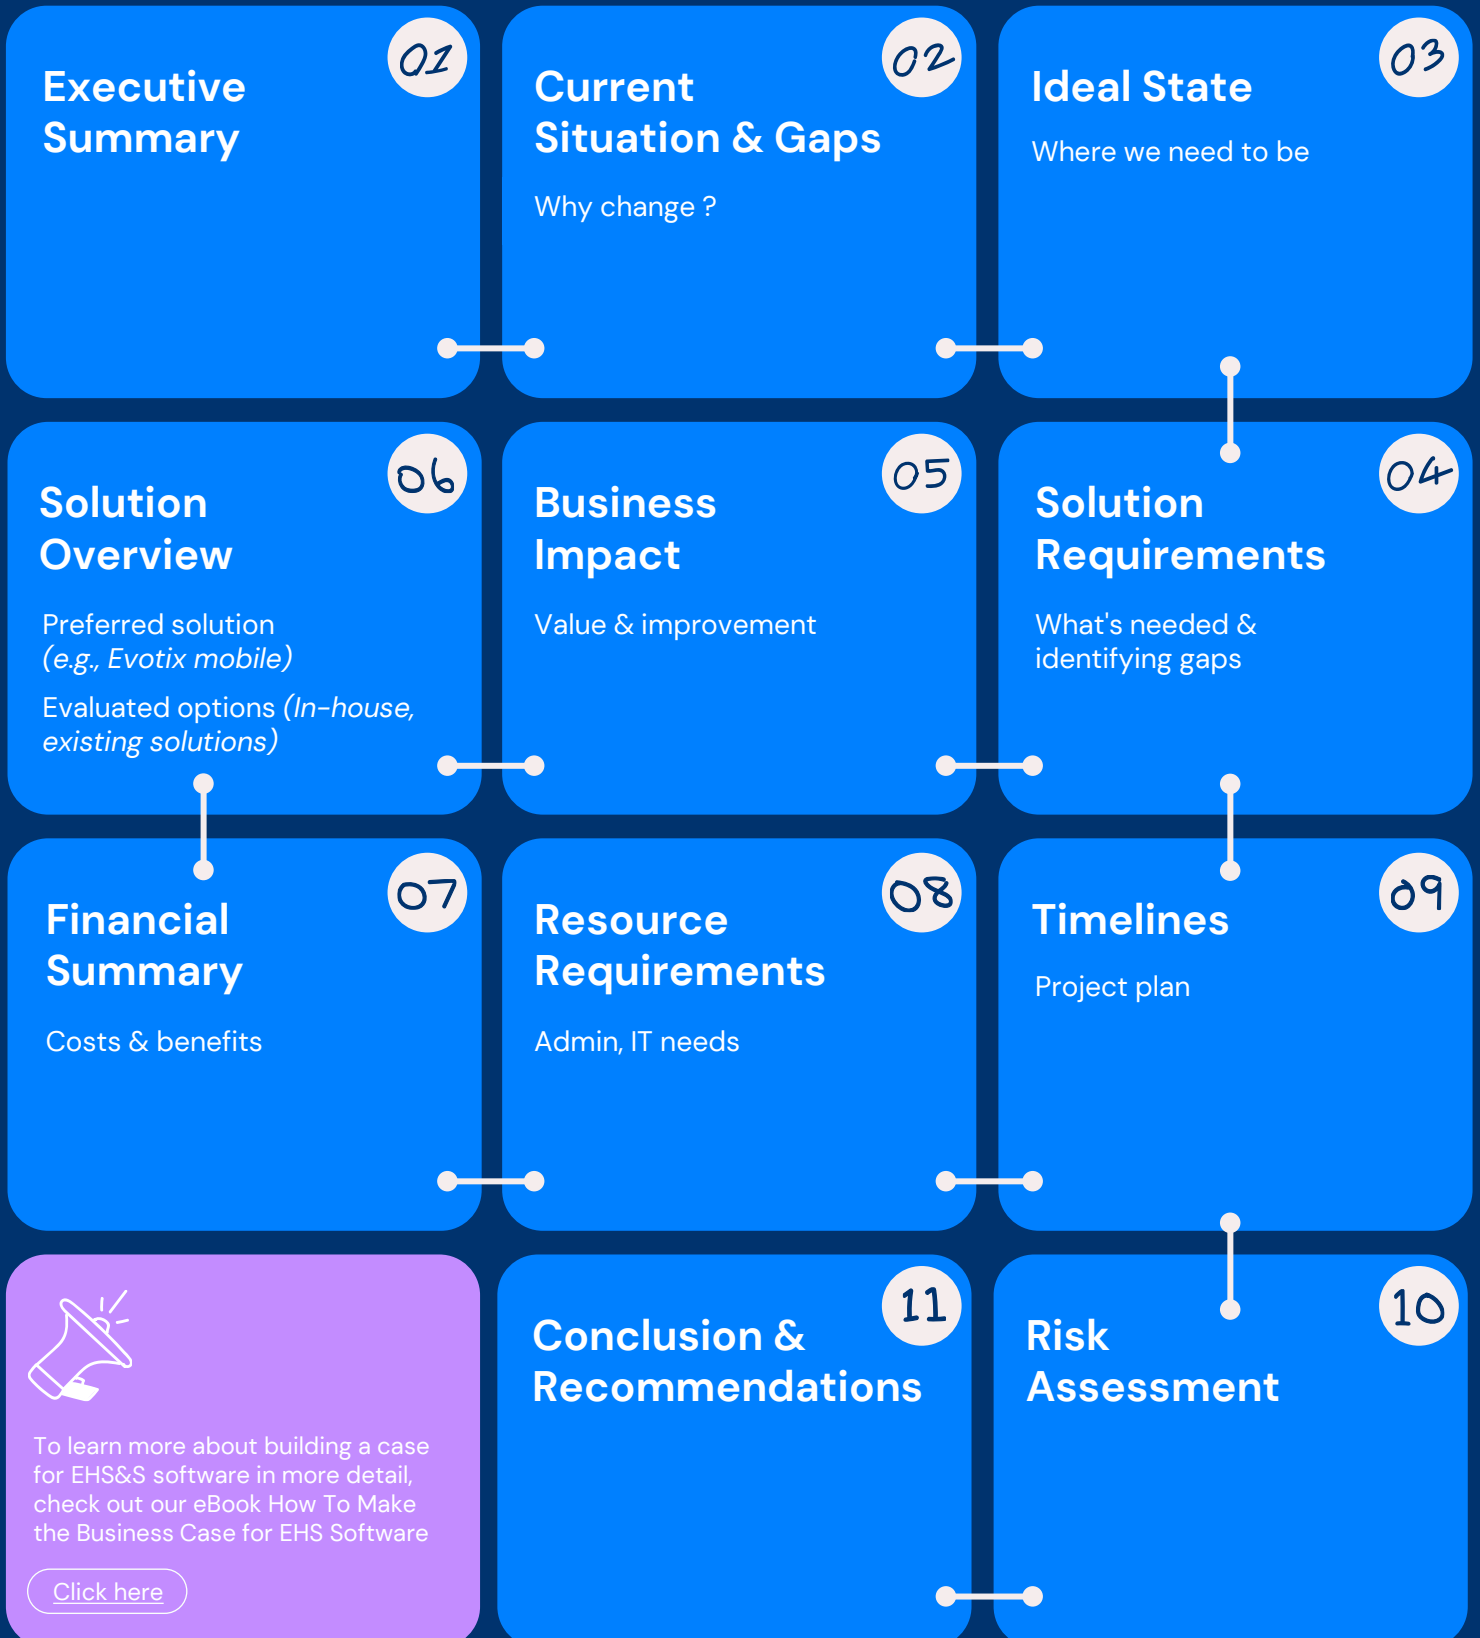 01
Executive
Summary
02
Current
Situation & Gaps
Why change ?
03
Ideal State
Where we need to be
04
Solution
Requirements
What's needed &
identifying gaps
05
Business
Impact
Value & improvement
06
Solution
Overview
Preferred solution
(e.g., Evotix mobile)
Evaluated options (In-house,
existing solutions)
07
Financial
Summary
Costs & benefits
08
Resource
Requirements
Admin, IT needs
09
Timelines
Project plan
10
Risk
Assessment
11
Conclusion &
Recommendations
To learn more about building a case
for EHS&S software in more detail,
check out our eBook How To Make
the Business Case for EHS Software
Click here